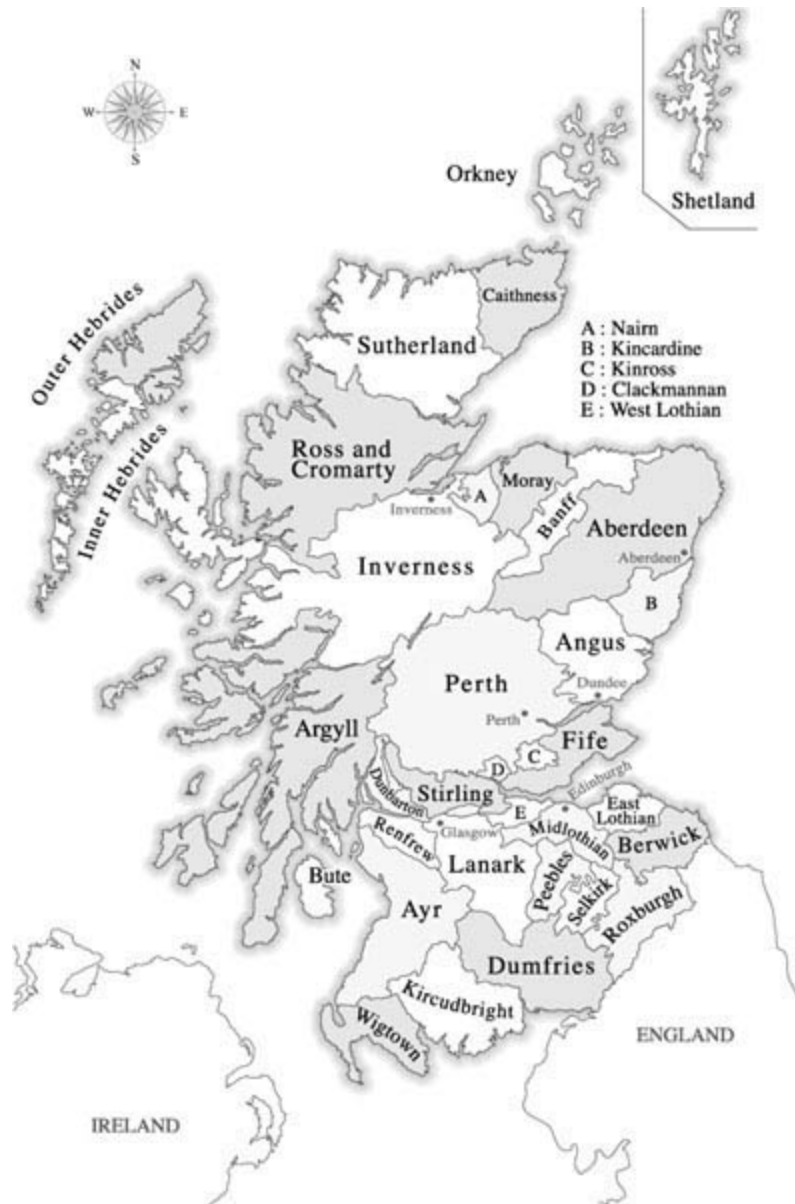 N
W
E
S
Orkney
Shetland
Outer Hebrides
Caithness
Sutherland
A : Nairn
B : Kincardine
C : Kinross
D : Clackmannan
E : West Lothian
Inner Hebrides
Ross and
Cromarty
Inverness
A
Moray
Banff
Aberdeen
Aberdeen
Inverness
B
Angus
Perth
Dundee
Perth
Argyll
Fife
C
D
Dunbarton
Stirling
Edinburgh
E
East
Lothian
Glasgow
Midlothian
Renfrew
Berwick
Lanark
Bute
Peebles
Selkirk
Roxburgh
Ayr
Dumfries
Kircudbright
Wigtown
ENGLAND
IRELAND